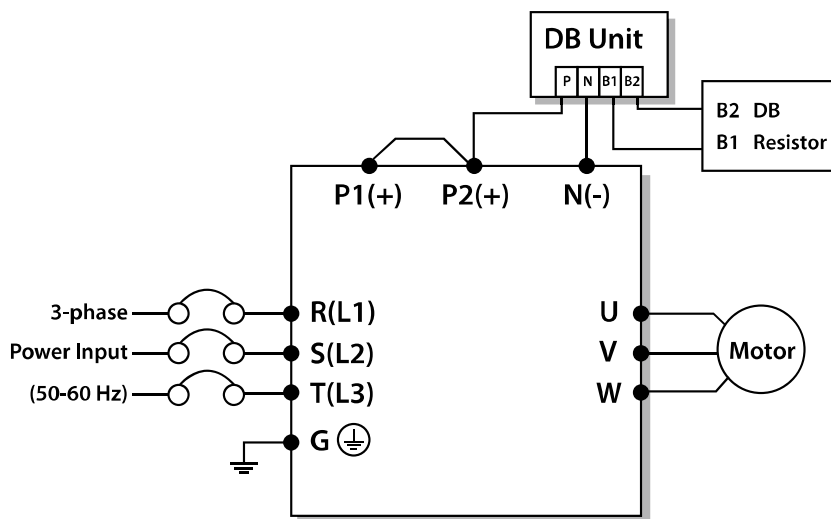 DB Unit
P N B1 B2
B2 DB
B1 Resistor
P1(+) P2(+) N(-)
3-phase R(L1) U
Power Input S(L2) V Motor
(50-60 Hz) T(L3) W
G